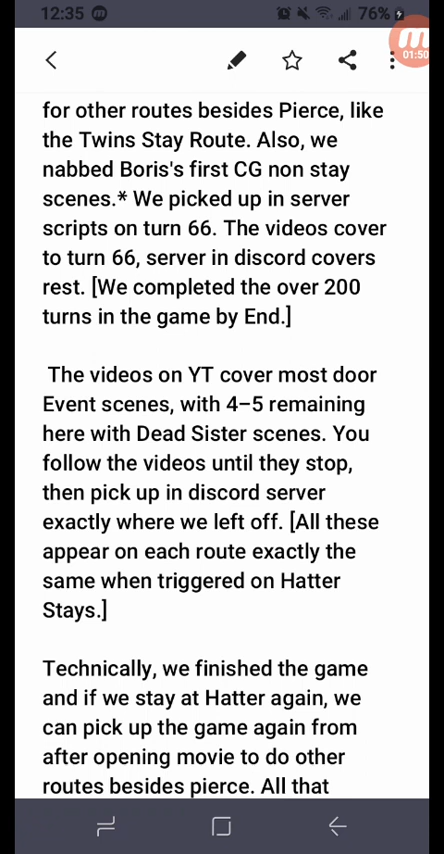 12:35
76%
01:50
for other routes besides Pierce, like
the Twins Stay Route. Also, we
nabbed Boris's first CG non stay
scenes.* We picked up in server
scripts on turn 66. The videos cover
to turn 66, server in discord covers
rest. [We completed the over 200
turns in the game by End.]
The videos on YT cover most door
Event scenes, with 4–5 remaining
here with Dead Sister scenes. You
follow the videos until they stop,
then pick up in discord server
exactly where we left off. [All these
appear on each route exactly the
same when triggered on Hatter
Stays.]
Technically, we finished the game
and if we stay at Hatter again, we
can pick up the game again from
after opening movie to do other
routes besides pierce. All that